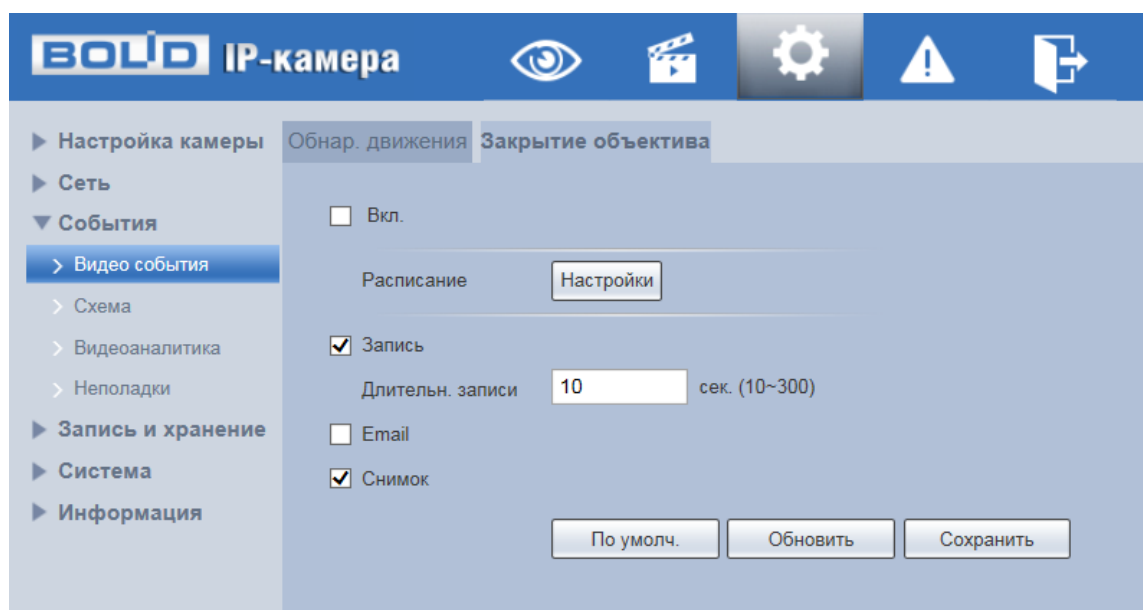 BOLID IP-камера
Настройка камеры
Сеть
События
Видео события
Схема
Видеоаналитика
Неполадки
Запись и хранение
Система
Информация
Обнар. движения Закрытие объектива
Вкл.
Расписание Настройки
Запись
Длительн. записи 10 сек. (10~300)
Email
Снимок
По умолч. Обновить Сохранить